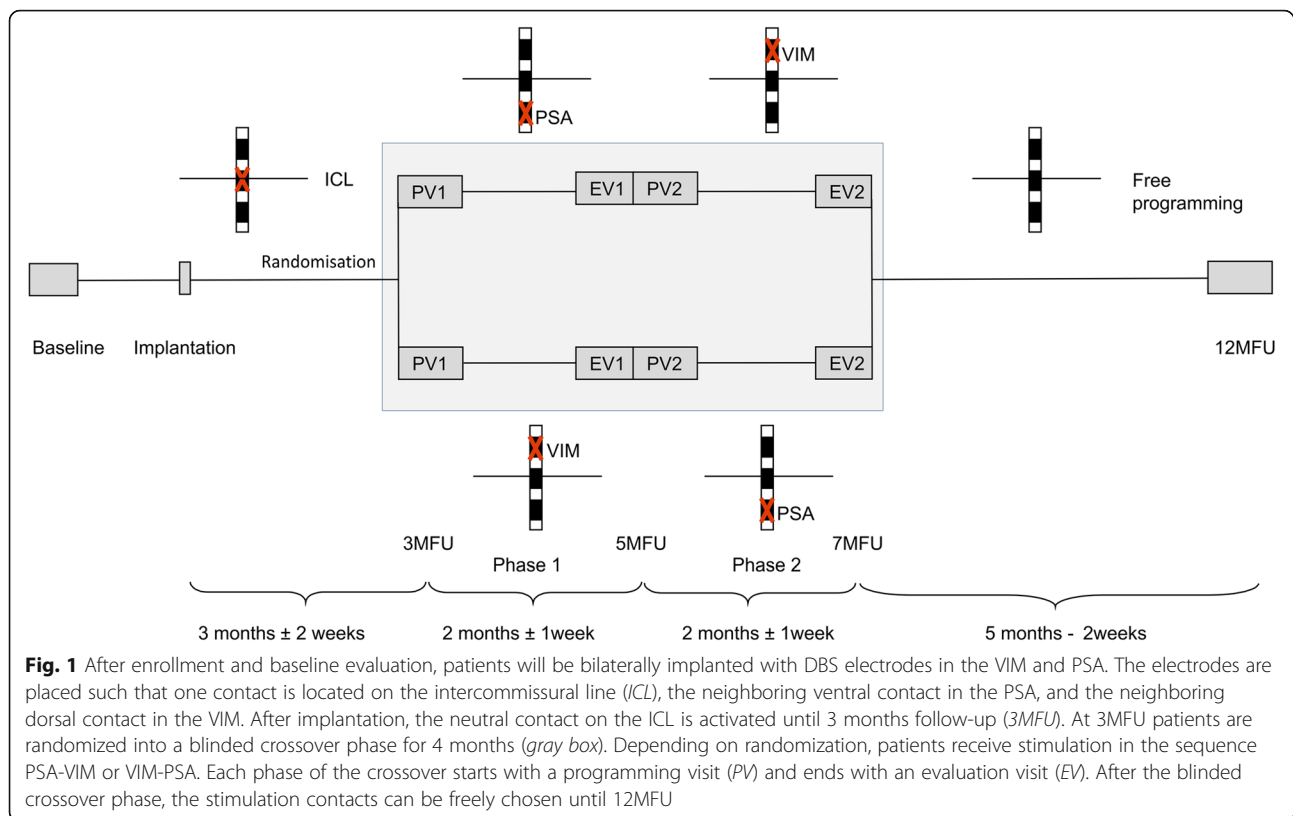 VIM
PSA
ICL
Free
programming
PV1
EV1 PV2
EV2
Randomisation
Baseline
Implantation
12MFU
PV1
EV1 PV2
EV2
VIM
PSA
3MFU
5MFU
7MFU
Phase 1
Phase 2
3 months ± 2 weeks
2 months ± 1week
2 months ± 1week
5 months - 2weeks
Fig. 1 After enrollment and baseline evaluation, patients will be bilaterally implanted with DBS electrodes in the VIM and PSA. The electrodes are
placed such that one contact is located on the intercommissural line (ICL), the neighboring ventral contact in the PSA, and the neighboring
dorsal contact in the VIM. After implantation, the neutral contact on the ICL is activated until 3 months follow-up (3MFU). At 3MFU patients are
randomized into a blinded crossover phase for 4 months (gray box). Depending on randomization, patients receive stimulation in the sequence
PSA-VIM or VIM-PSA. Each phase of the crossover starts with a programming visit (PV) and ends with an evaluation visit (EV). After the blinded
crossover phase, the stimulation contacts can be freely chosen until 12MFU